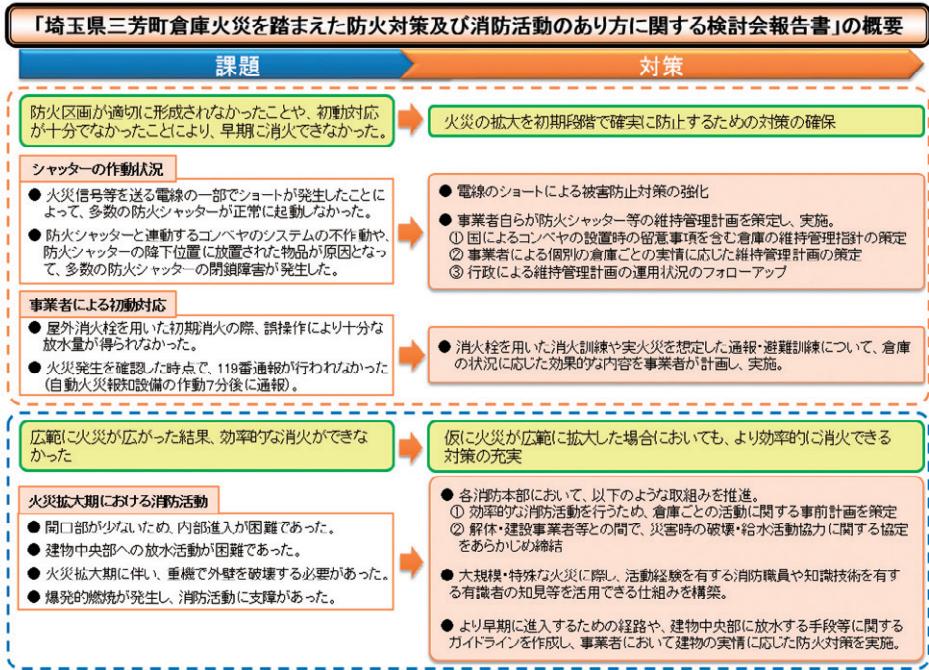 「埼玉県三芳町倉庫火災を踏まえた防火対策及び消防活動のあり方に関する検討会報告書」の概要
課題
対策
防火区画が適切に形成されなかったことや、初動対応
が十分でなかったことにより、早期に消火できなかった。
火災の拡大を初期段階で確実に防止するための対策の確保
シャッターの作動状況
● 火災信号等を送る電線の一部でショートが発生したことに
よって、多数の防火シャッターが正常に起動しなかった。
● 防火シャッターと連動するコンベヤのシステムの不作動や、
防火シャッターの降下位置に放置された物品が原因となっ
て、多数の防火シャッターの閉鎖障害が発生した。
● 電線のショートによる被害防止対策の強化
● 事業者自らが防火シャッター等の維持管理計画を策定し、実施。
① 国によるコンベヤの設置時の留意事項を含む倉庫の維持管理指針の策定
② 事業者による個別の倉庫ごとの実情に応じた維持管理計画の策定
③ 行政による維持管理計画の運用状況のフォローアップ
事業者による初動対応
● 屋外消火栓を用いた初期消火の際、誤操作により十分な
放水量が得られなかった。
● 火災発生を確認した時点で、119番通報が行われなかった
(自動火災報知設備の作動7分後に通報)。
● 消火栓を用いた消火訓練や実火災を想定した通報・避難訓練について、倉庫
の状況に応じた効果的な内容を事業者が計画し、実施。
広範に火災が広がった結果、効率的な消火ができな
かった
仮に火災が広範に拡大した場合においても、より効率的に消火できる
対策の充実
火災拡大期における消防活動
● 開口部が少ないため、内部進入が困難であった。
● 建物中央部への放水活動が困難であった。
● 火災拡大期に伴い、重機で外壁を破壊する必要があった。
● 爆発的燃焼が発生し、消防活動に支障があった。
● 各消防本部において、以下のような取組みを推進。
① 効率的な消防活動を行うため、倉庫ごとの活動に関する事前計画を策定
② 解体・建設事業者等との間で、災害時の破壊・給水活動協力に関する協定
をあらかじめ締結
● 大規模・特殊な火災に際し、活動経験を有する消防職員や知識技術を有す
る有識者の知見等を活用できる仕組みを構築。
● より早期に進入するための経路や、建物中央部に放水する手段等に関する
ガイドラインを作成し、事業者において建物の実情に応じた防火対策を実施。